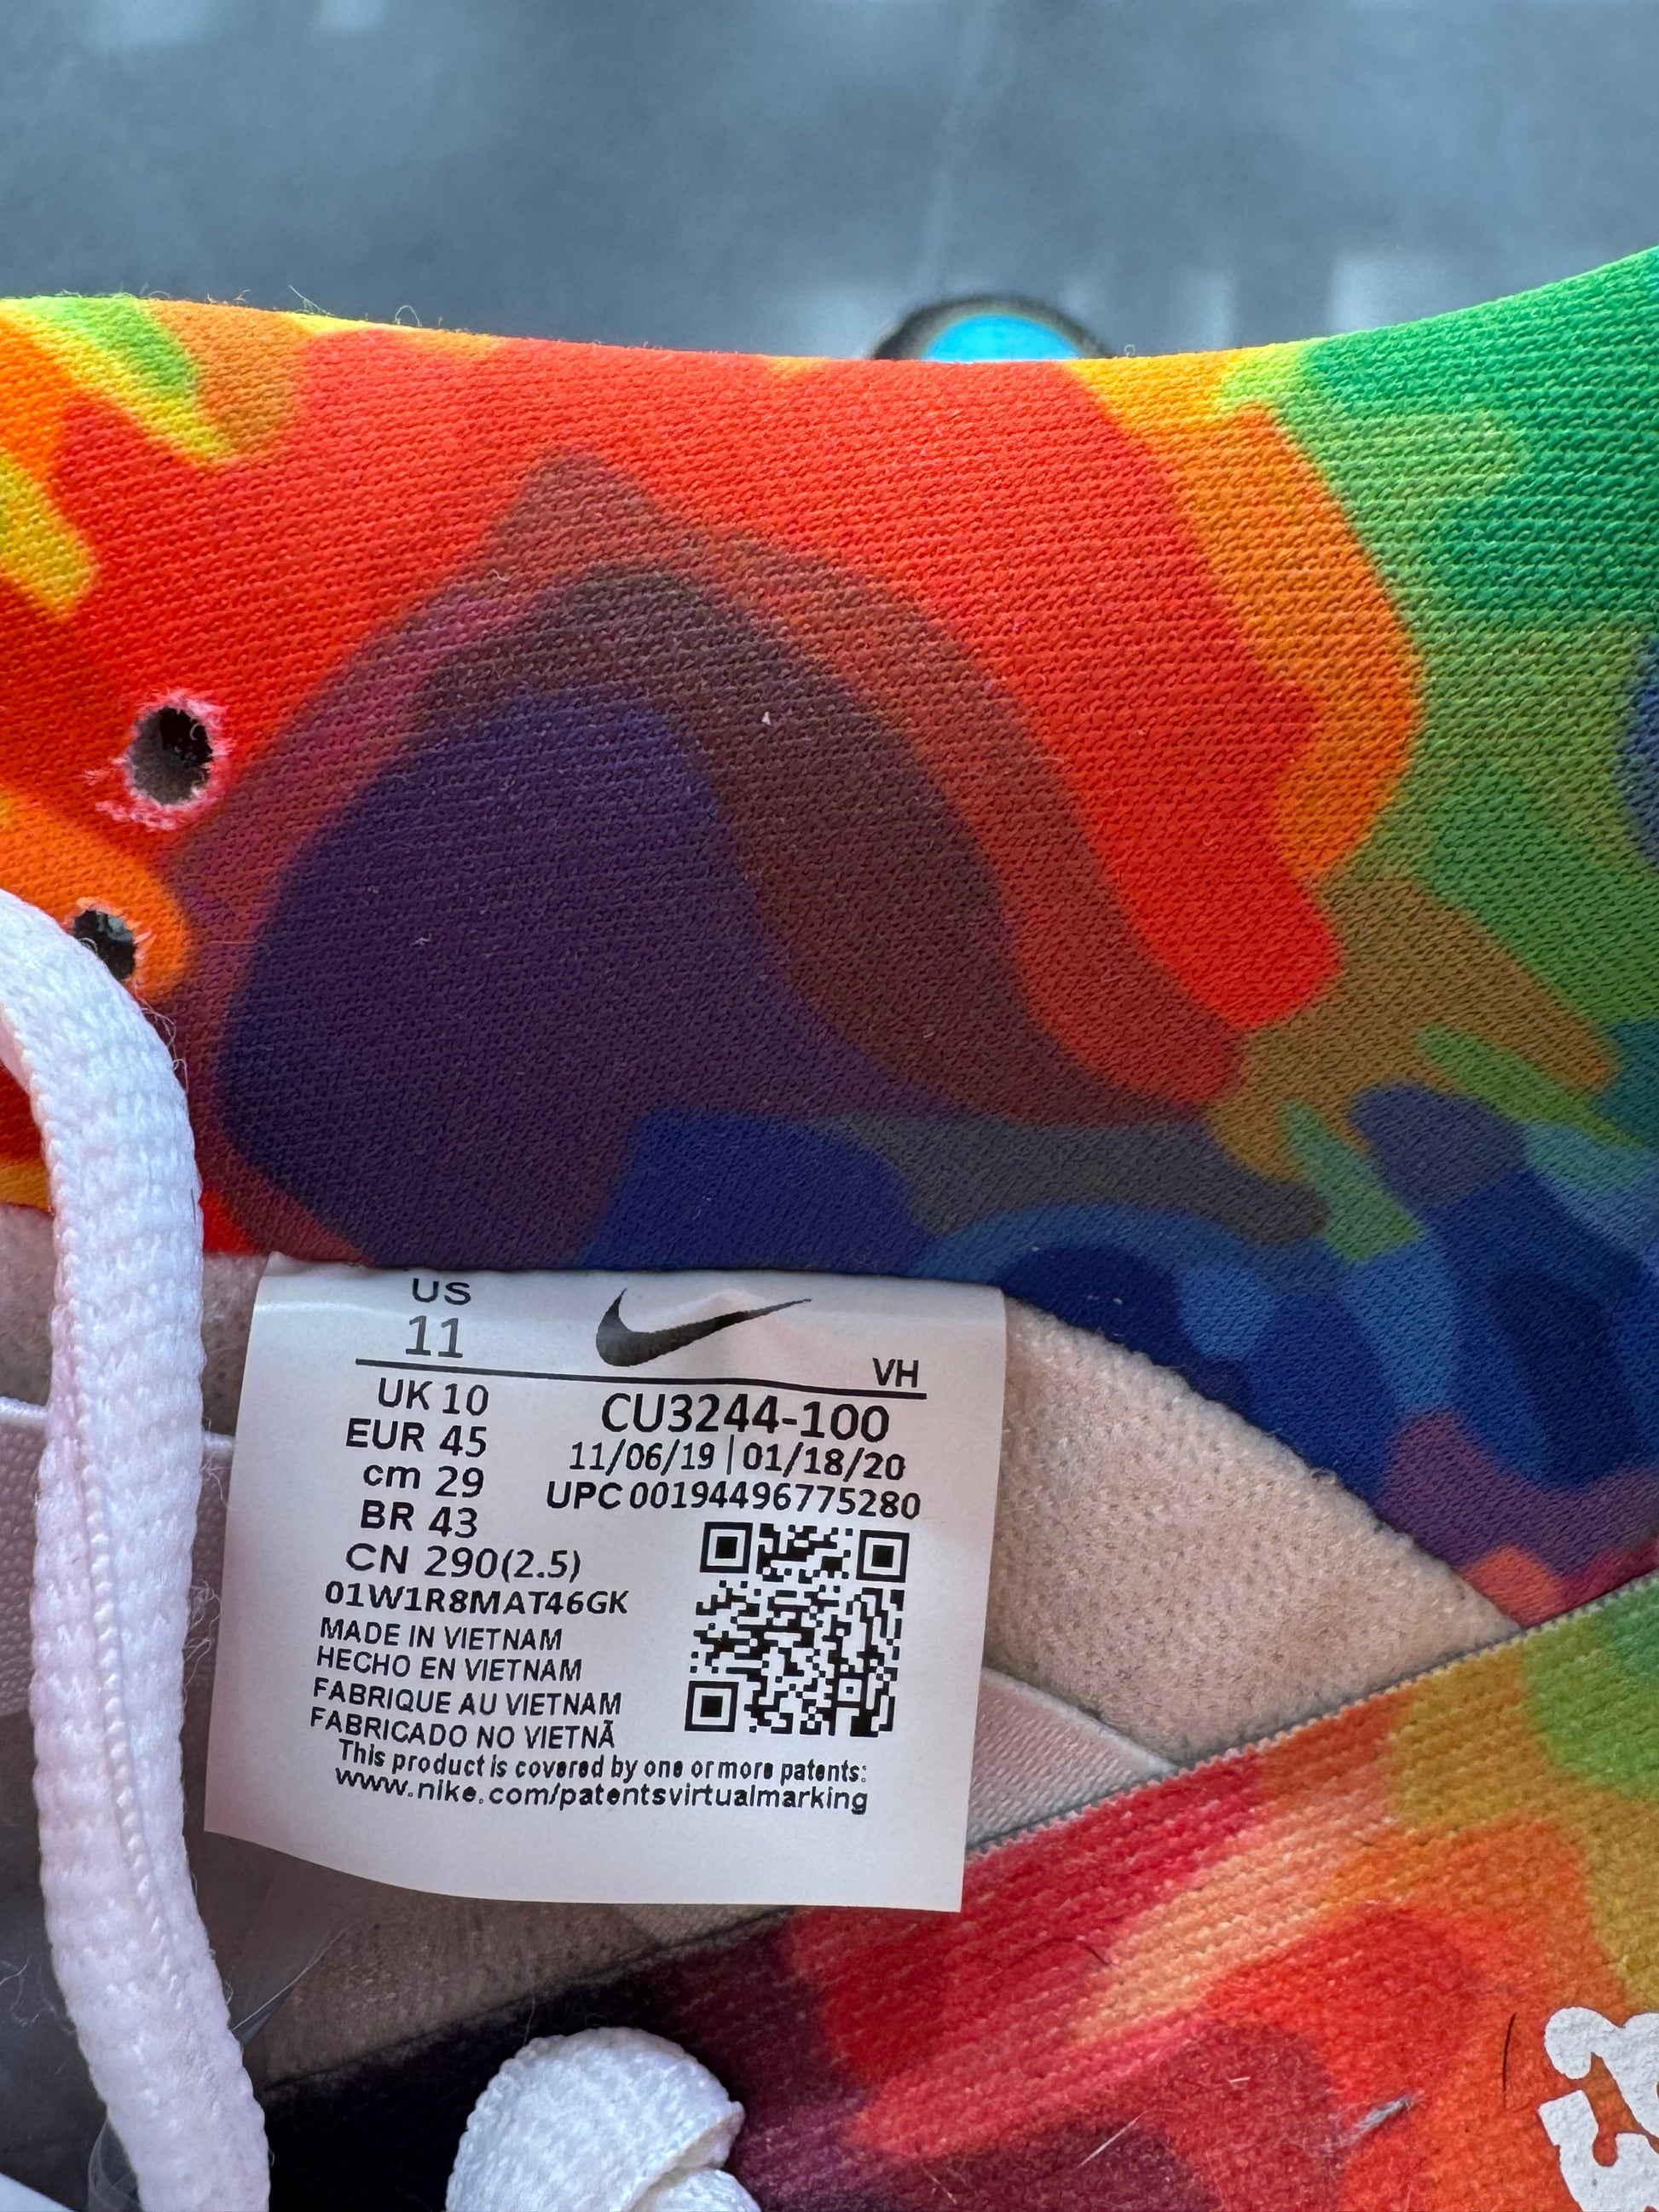 US
11
VH
UK 10
EUR 45
cm 29
BR 43
CN 290(2.5)
CU3244-100
11/06/19 | 01/18/20
UPC 00194496775280
01W1R8MAT46GK
MADE IN VIETNAM
HECHO EN VIETNAM
FABRIQUE AU VIETNAM
FABRICADO NO VIETNÃ
This product is covered by one or more patents:
www.nike.com/patentsvirtualmarking